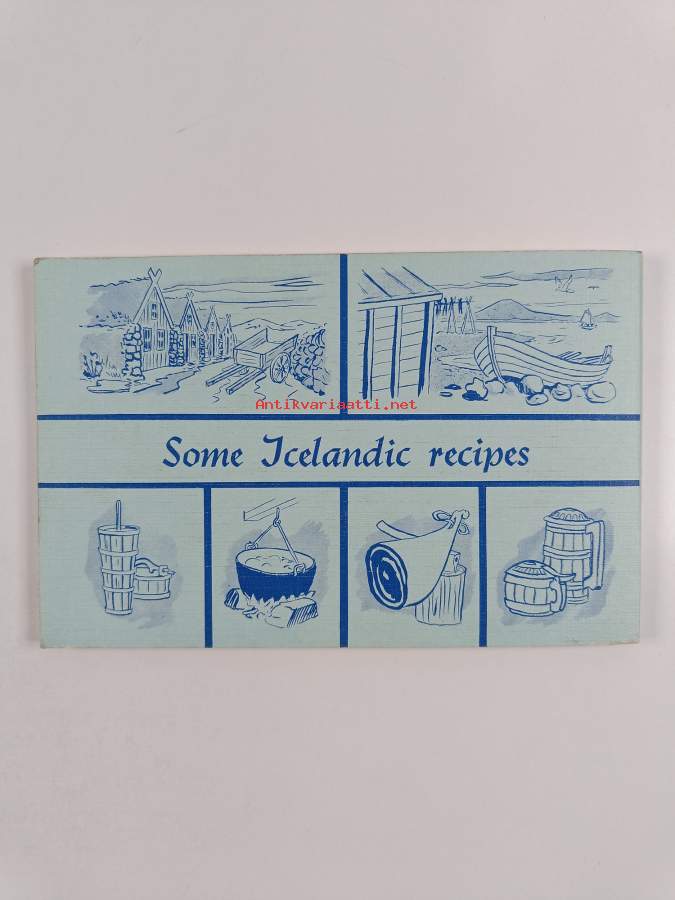 Antikvariaatti.net
Some Icelandic recipes